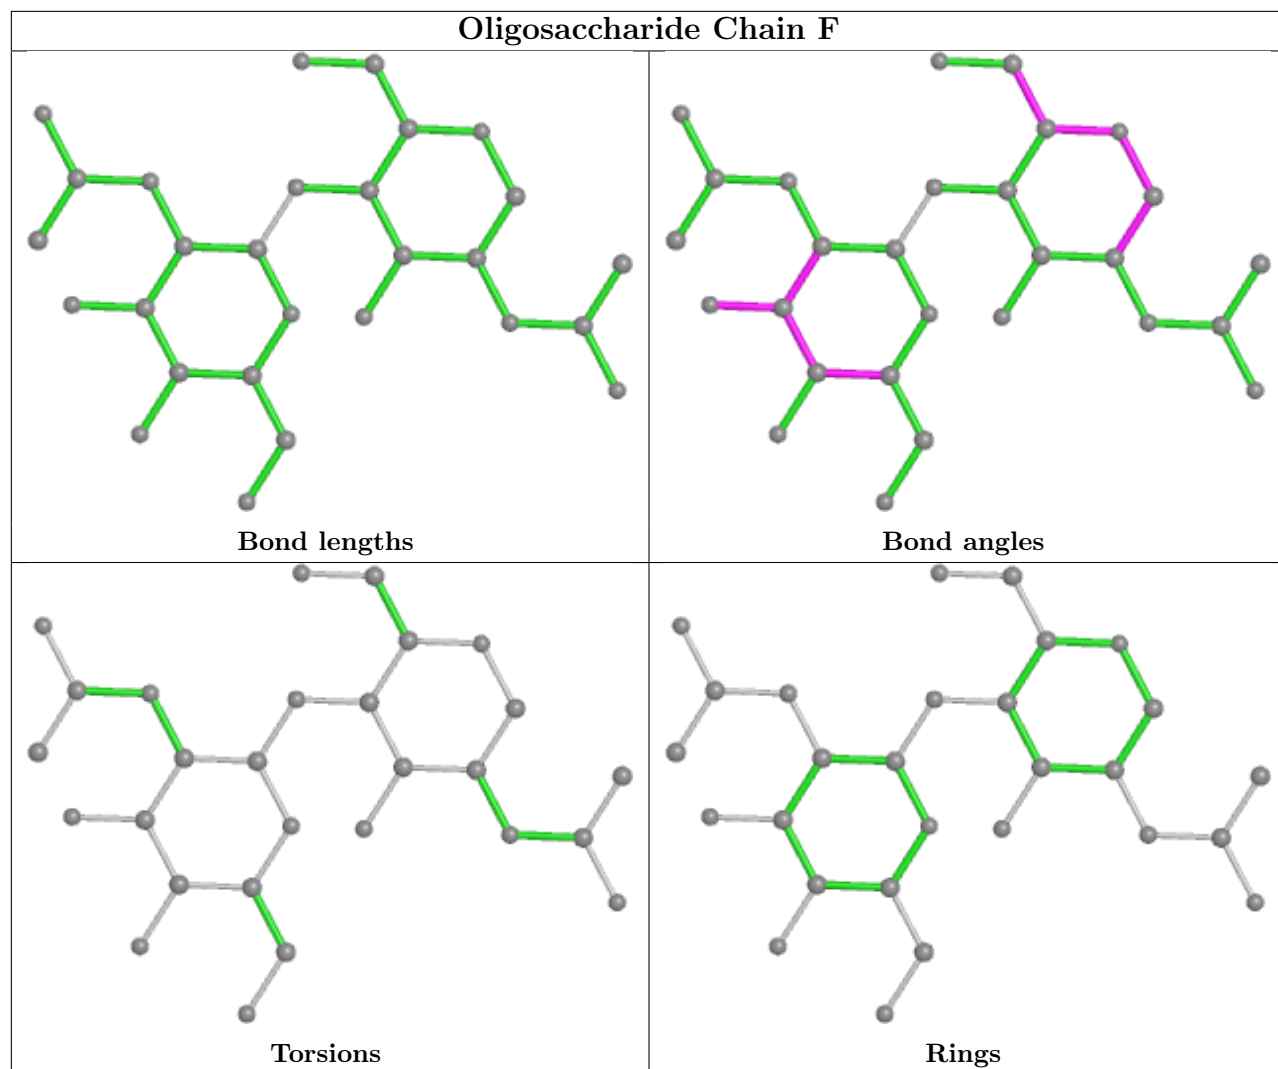 Oligosaccharide Chain F
Bond lengths
Bond angles
Torsions
Rings